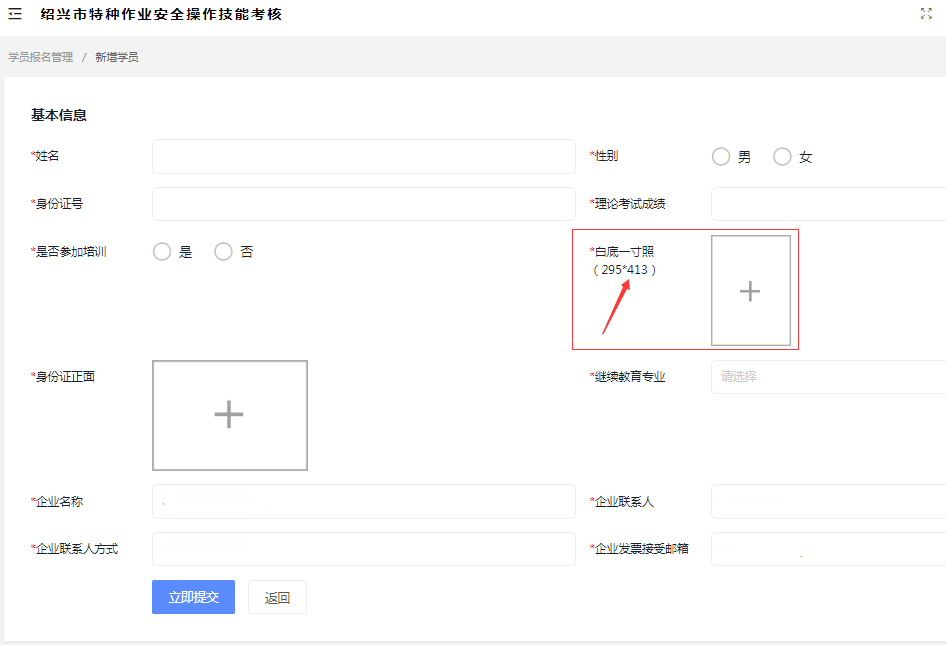 绍兴市特种作业安全操作技能考核
学员报名管理 / 新增学员
基本信息
*姓名
*性别 男 女
*身份证号
*理论考试成绩
*是否参加培训 是 否
*白底一寸照
（295*413）
*身份证正面
*继续教育专业 请选择
*企业名称
*企业联系人
*企业联系人方式
*企业发票接受邮箱
立即提交 返回